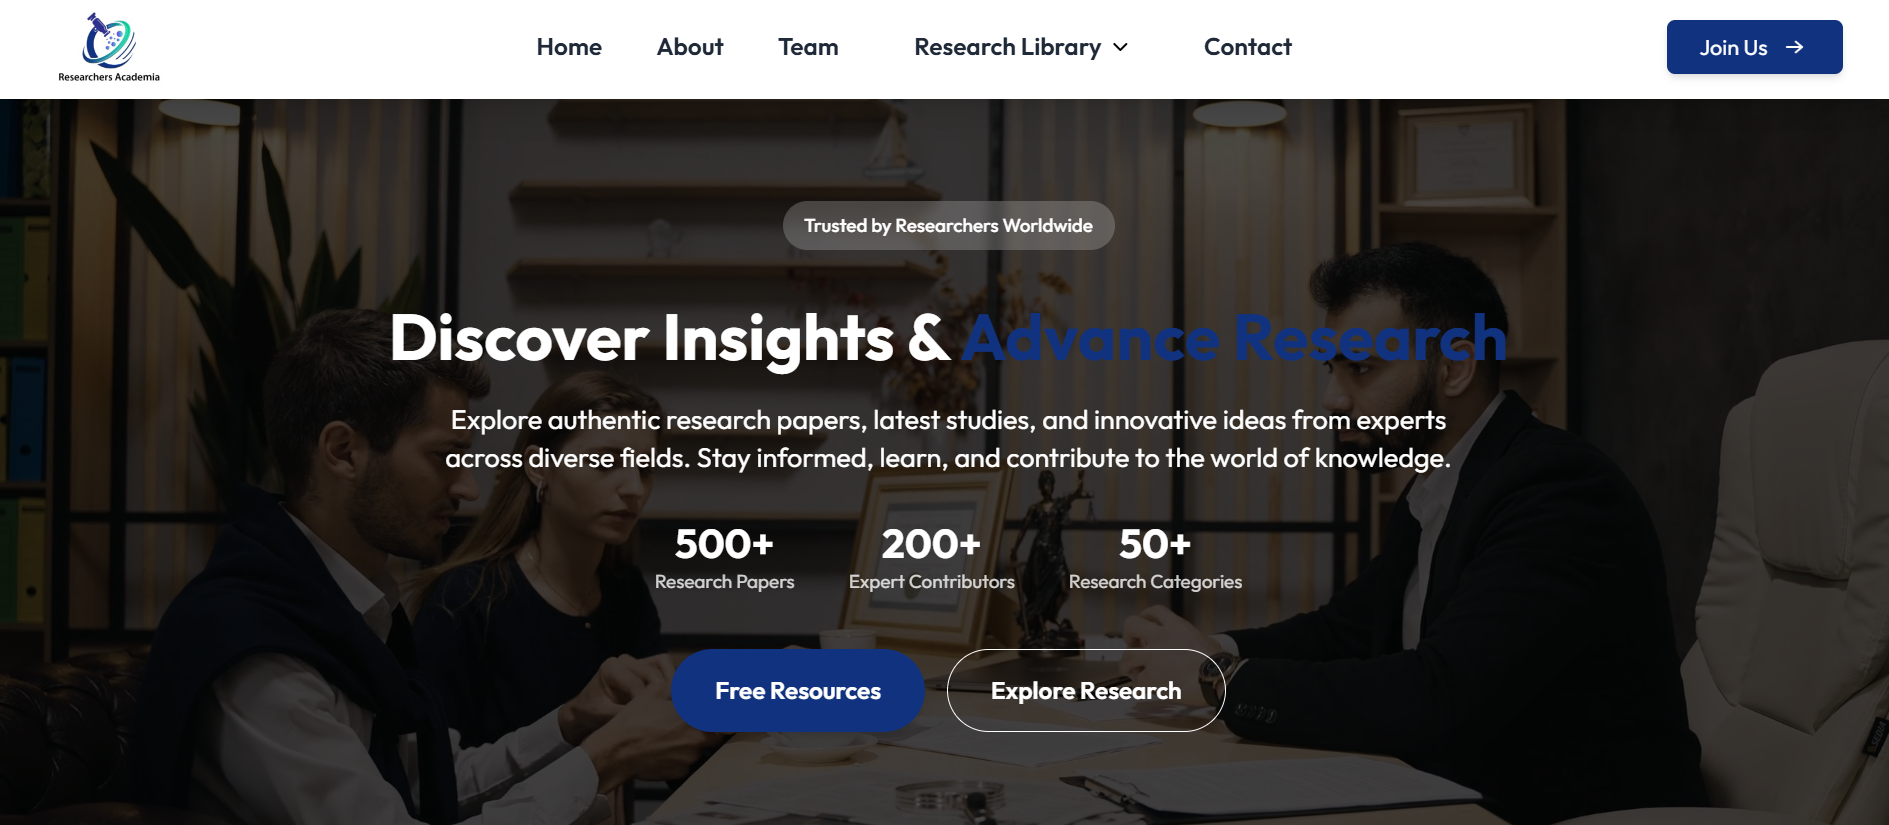 Researchers Academia
Home
About
Team
Research Library
Contact
Join Us
Trusted by Researchers Worldwide
Discover Insights & Advance Research
Explore authentic research papers, latest studies, and innovative ideas from experts
across diverse fields. Stay informed, learn, and contribute to the world of knowledge.
500+
Research Papers
200+
Expert Contributors
50+
Research Categories
Free Resources
Explore Research